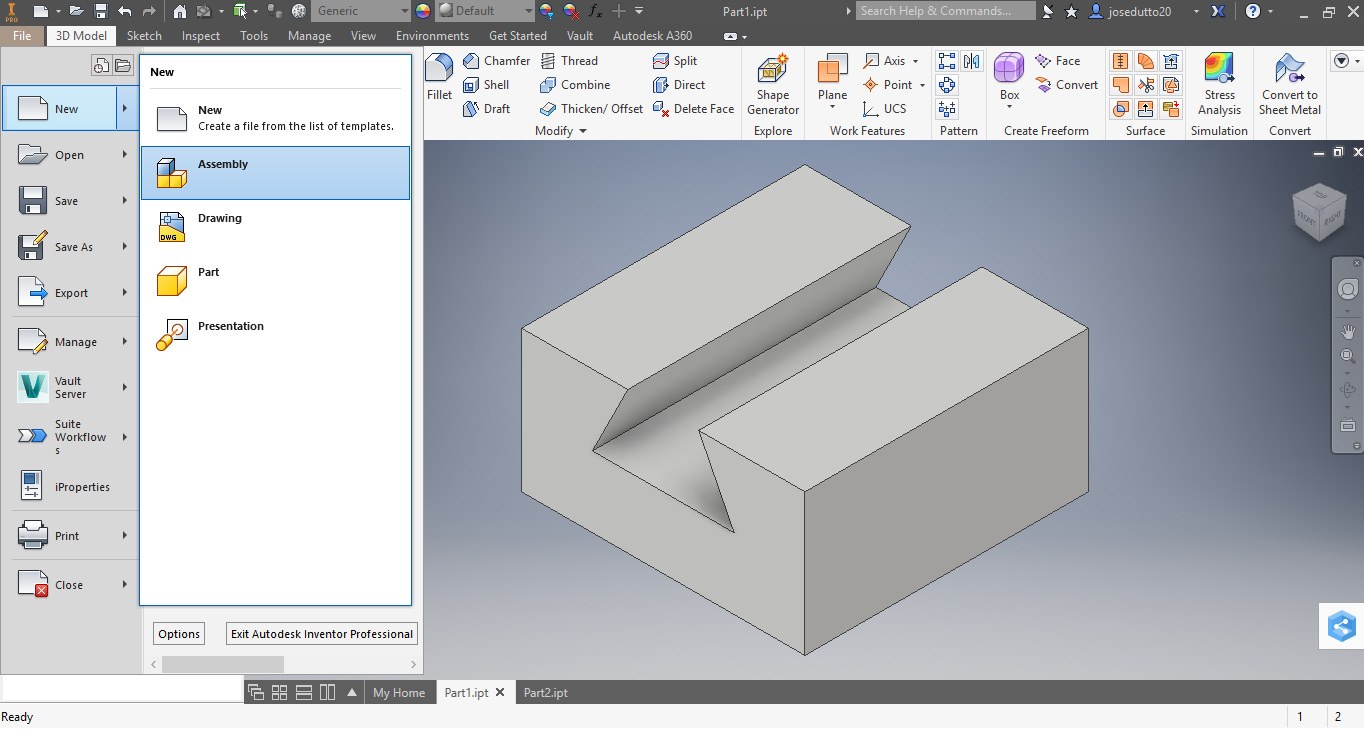 PRO
Generic
Default
fx
Part1.ipt
Search Help & Commands...
josedutto20
File
3D Model
Sketch
Inspect
Tools
Manage
View
Environments
Get Started
Vault
Autodesk A360
New
Open
Save
Save As
Export
Manage
Vault
Server
Suite
Workflow
s
iProperties
Print
Close
New
New
Create a file from the list of templates.
Assembly
DWG
Drawing
Part
Presentation
Options
Exit Autodesk Inventor Professional
Fillet
Chamfer
Shell
Draft
Thread
Combine
Thicken/ Offset
Split
Direct
Delete Face
Modify
Shape
Generator
Explore
Plane
Axis
Point
UCS
Work Features
Pattern
Box
Face
Convert
Create Freeform
Surface
Stress
Analysis
Simulation
Convert to
Sheet Metal
Convert
TOP
FRONT
RIGHT
My Home
Part1.ipt
Part2.ipt
Ready
1
2